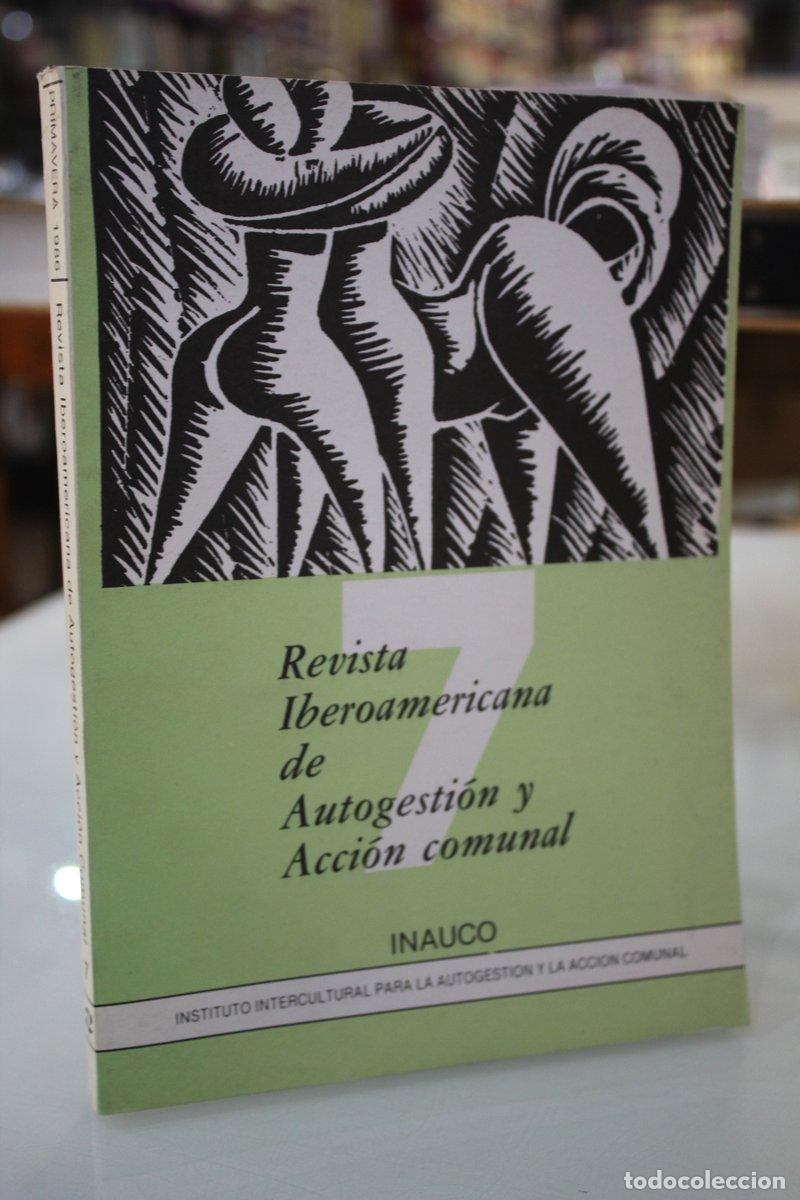 PRIMAVERA 1986 Revista Iberoamericana de Autogestión y Acción comunal
7
Revista
Iberoamericana
de
Autogestión y
Acción comunal
INAUCO
INSTITUTO INTERCULTURAL PARA LA AUTOGESTION Y LA ACCION COMUNAL
todocoleccion